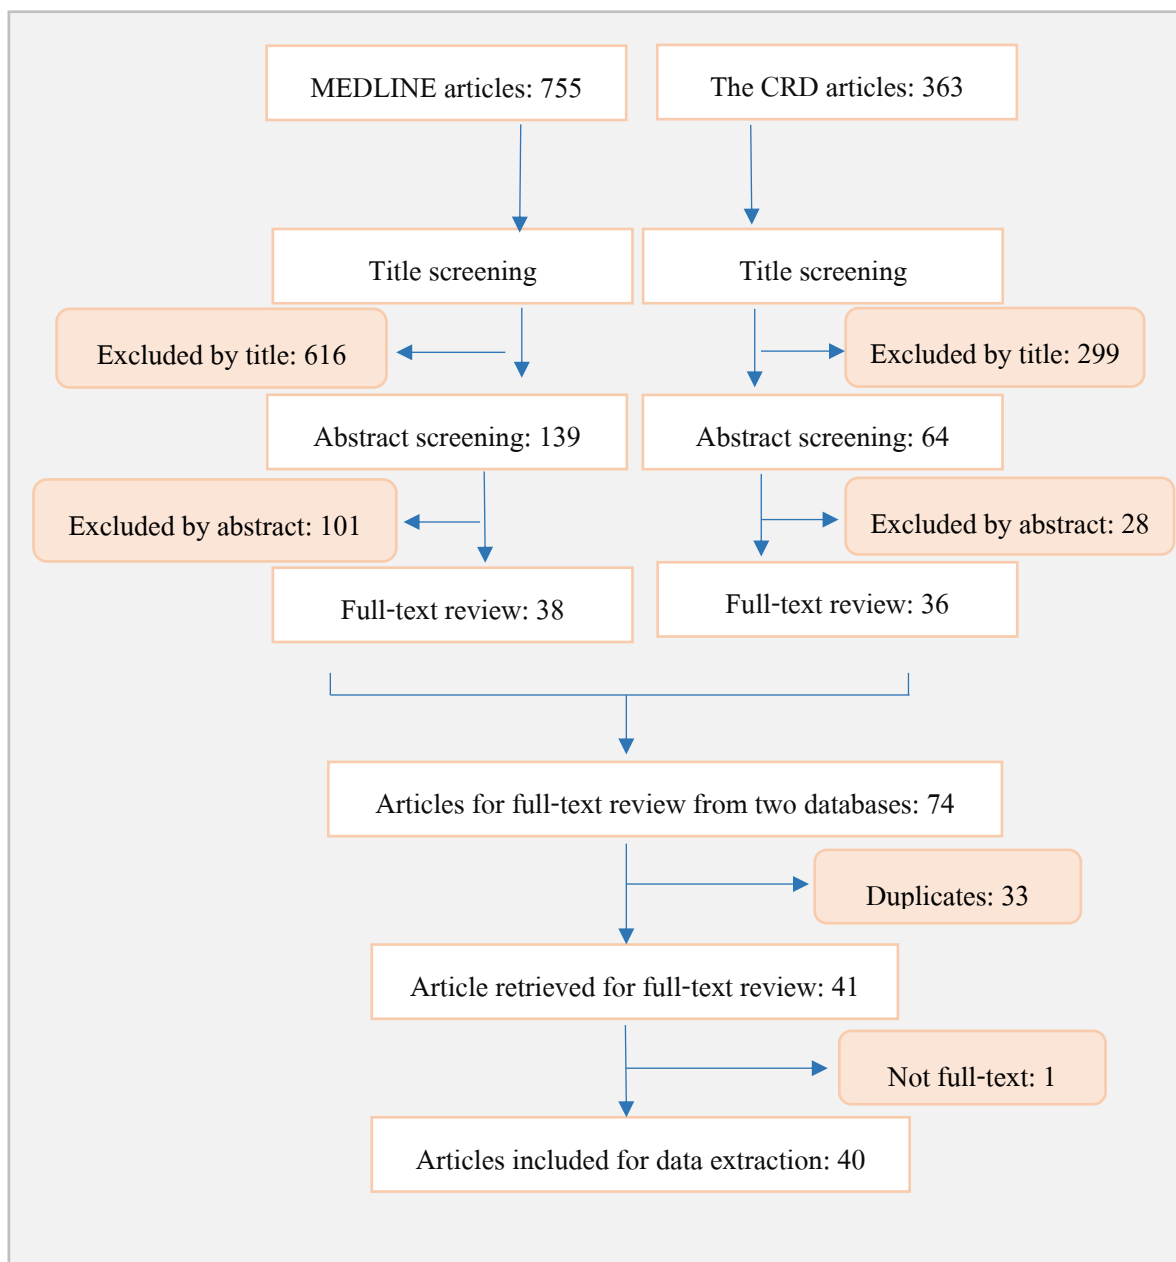 MEDLINE articles: 755
The CRD articles: 363
Title screening
Title screening
Excluded by title: 616
Excluded by title: 299
Abstract screening: 139
Abstract screening: 64
Excluded by abstract: 101
Excluded by abstract: 28
Full-text review: 38
Full-text review: 36
Articles for full-text review from two databases: 74
Duplicates: 33
Article retrieved for full-text review: 41
Not full-text: 1
Articles included for data extraction: 40